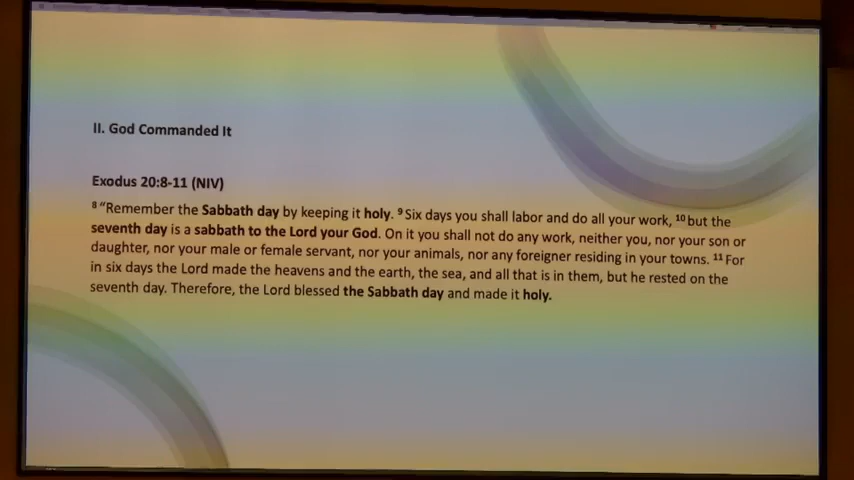 II. God Commanded It
Exodus 20:8-11 (NIV)
8 “Remember the Sabbath day by keeping it holy. 9 Six days you shall labor and do all your work, 10 but the
seventh day is a sabbath to the Lord your God. On it you shall not do any work, neither you, nor your son or
daughter, nor your male or female servant, nor your animals, nor any foreigner residing in your towns. 11 For
in six days the Lord made the heavens and the earth, the sea, and all that is in them, but he rested on the
seventh day. Therefore, the Lord blessed the Sabbath day and made it holy.